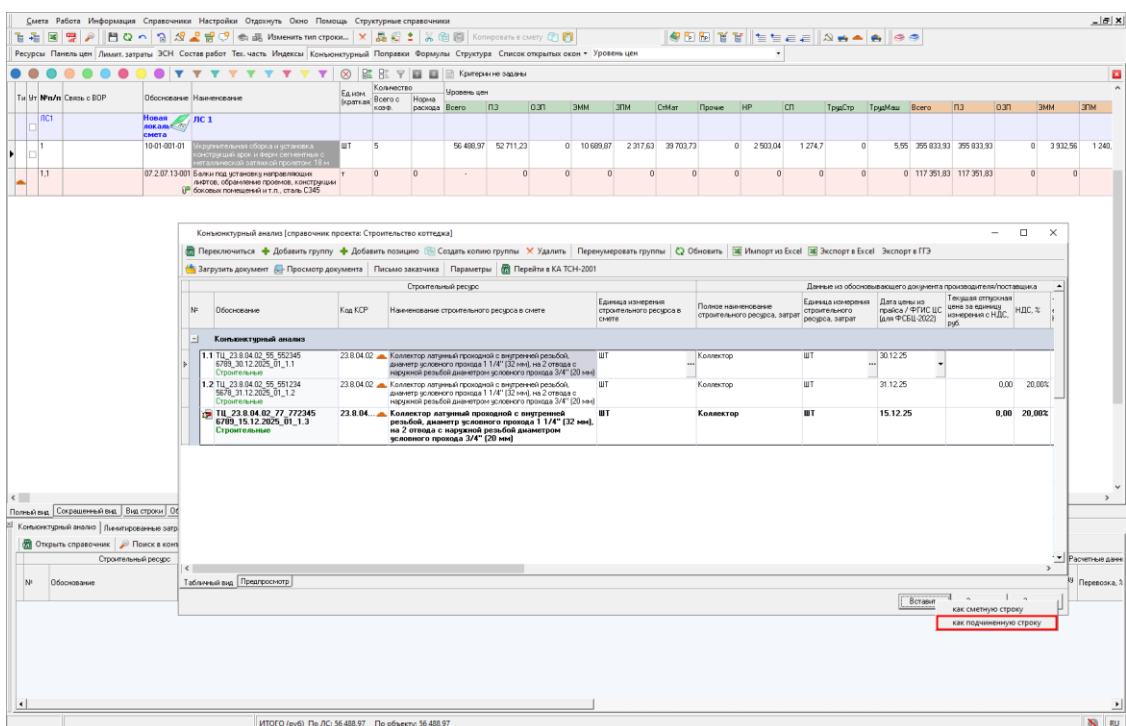 Смета Работа Информация Справочники Настройки Отдохнуть Окно Помощь Структурные справочники
Изменить тип строки... Копировать в смету
Ресурсы Панель цен Лимит. затраты ЭСН Состав работ Тех. часть Индексы Конъюнктурный Поправки Формулы Структура Список открытых окон Уровень цен
Критерии не заданы
Ти Ут №п/п Связь с ВОР Обоснование Наименование Ед.изм. (краткая Количество Всего с коэф. Норма расхода Уровень цен
Всего ПЗ ОЗП ЭММ ЗПМ СтМат Прочие НР СП ТрудСтр ТрудМаш Всего ПЗ ОЗП ЭММ ЗПМ
ЛС1 Новая локальн смета ЛС 1
1 10-01-001-01 Укрупнительная сборка и установка ШТ 5 56 488,97 52 711,23 0 10 689,87 2 317,63 39 703,73 0 2 503,04 1 274,7 0 5,55 355 833,93 355 833,93 0 3 932,56 1 240,
конструкций арок и ферм сегментных с
металлической затяжкой пролетом: 18 м
1,1 07.2.07.13-001 Балки под установку направляющих т 0 0 - 0 0 0 0 0 0 0 0 0 0 117 351,83 117 351,83 0 0
лифтов, обрамление проемов, конструкции
боковых помещений и т.п., сталь С345
Конъюнктурный анализ [справочник проекта: Строительство коттеджа]
Переключиться Добавить группу Добавить позицию Создать копию группы Удалить Перенумеровать группы Обновить Импорт из Excel Экспорт в Excel Экспорт в ГГЭ
Загрузить документ Просмотр документа Письмо заказчика Параметры Перейти в КА ТСН-2001
Строительный ресурс Данные из обосновывающего документа производителя/поставщика
№ Обоснование Код КСР Наименование строительного ресурса в смете Единица измерения строительного ресурса в смете Полное наименование строительного ресурса, затрат Единица измерения строительного ресурса, затрат Дата цены из прайса / ФГИС ЦС (для ФСБЦ-2022) Текущая отпускная цена за единицу измерения с НДС, руб. НДС, %
Конъюнктурный анализ
1.1 ТЦ_23.8.04.02_55_552345 23.8.04.02 Коллектор латунный проходной с внутренней резьбой, ШТ Коллектор ШТ 30.12.25
6789_30.12.2025_01_1.1 диаметр условного прохода 1 1/4" (32 мм), на 2 отвода с
Строительные наружной резьбой диаметром условного прохода 3/4" (20 мм)
1.2 ТЦ_23.8.04.02_55_551234 23.8.04.02 Коллектор латунный проходной с внутренней резьбой, ШТ Коллектор ШТ 31.12.25 0,00 20,00%
5678_31.12.2025_01_1.2 диаметр условного прохода 1 1/4" (32 мм), на 2 отвода с
Строительные наружной резьбой диаметром условного прохода 3/4" (20 мм)
ТЦ_23.8.04.02_77_772345 23.8.04... Коллектор латунный проходной с внутренней ШТ Коллектор ШТ 15.12.25 0,00 20,00%
6789_15.12.2025_01_1.3 резьбой, диаметр условного прохода 1 1/4" (32 мм),
Строительные на 2 отвода с наружной резьбой диаметром
условного прохода 3/4" (20 мм)
Полный вид Сокращенный вид Вид строки Об
Конъюнктурный анализ Лимитированные затр
Открыть справочник Поиск в конъ
Строительный ресурс Расчетные данн
№ Обоснование Перевозка, %
Табличный вид Предпросмотр
Вставит
как сметную строку
как подчиненную строку
ИТОГО (руб) По ЛС: 56 488,97 По объекту: 56 488,97 RU